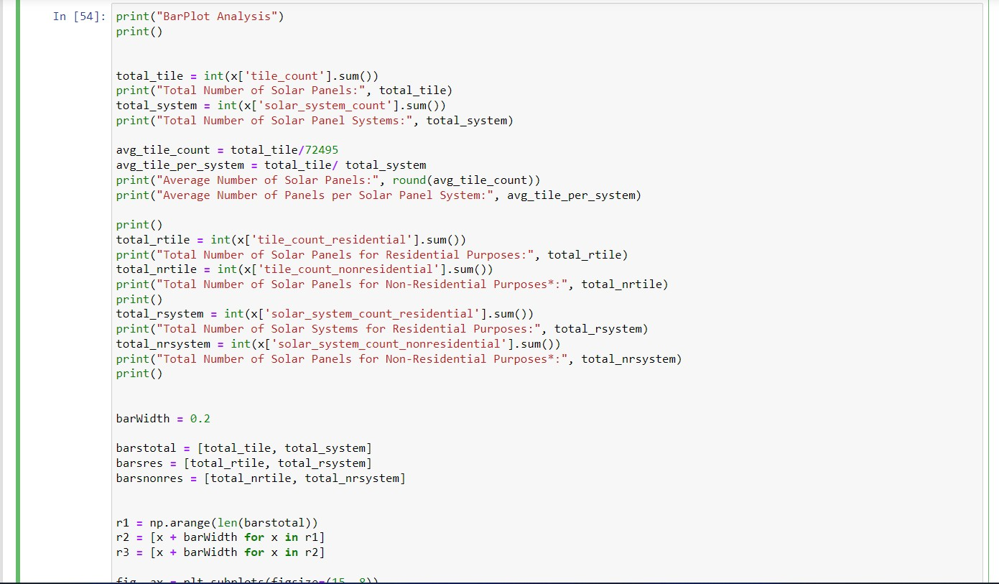 In [54]: print("BarPlot Analysis")
print()
total_tile = int(x['tile_count'].sum())
print("Total Number of Solar Panels:", total_tile)
total_system = int(x['solar_system_count'].sum())
print("Total Number of Solar Panel Systems:", total_system)
avg_tile_count = total_tile/72495
avg_tile_per_system = total_tile/ total_system
print("Average Number of Solar Panels:", round(avg_tile_count))
print("Average Number of Panels per Solar Panel System:", avg_tile_per_system)
print()
total_rtile = int(x['tile_count_residential'].sum())
print("Total Number of Solar Panels for Residential Purposes:", total_rtile)
total_nrtile = int(x['tile_count_nonresidential'].sum())
print("Total Number of Solar Panels for Non-Residential Purposes*:", total_nrtile)
print()
total_rsystem = int(x['solar_system_count_residential'].sum())
print("Total Number of Solar Systems for Residential Purposes:", total_rsystem)
total_nrsystem = int(x['solar_system_count_nonresidential'].sum())
print("Total Number of Solar Panels for Non-Residential Purposes*:", total_nrsystem)
print()
barWidth = 0.2
barstotal = [total_tile, total_system]
barsres = [total_rtile, total_rsystem]
barsnonres = [total_nrtile, total_nrsystem]
r1 = np.arange(len(barstotal))
r2 = [x + barWidth for x in r1]
r3 = [x + barWidth for x in r2]
fig, ax = plt.subplots(figsize=(15, 8))